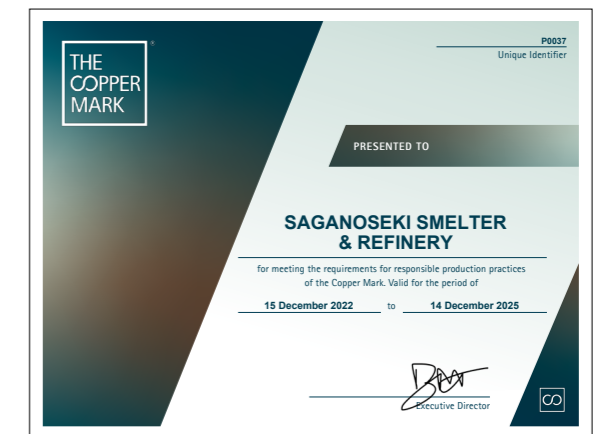 THE
COPPER
MARK
®
P0037
Unique Identifier
PRESENTED TO
SAGANOSEKI SMELTER
& REFINERY
for meeting the requirements for responsible production practices
of the Copper Mark. Valid for the period of
15 December 2022 to 14 December 2025
Executive Director